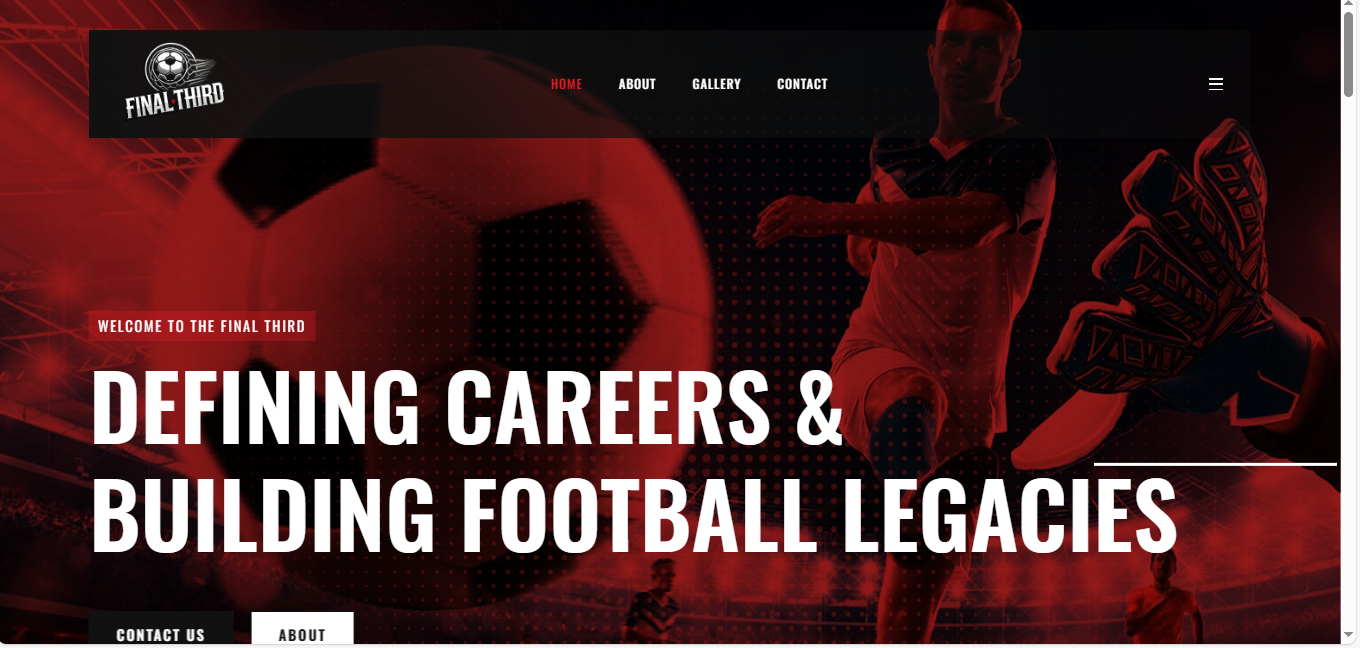 FINAL THIRD
HOME ABOUT GALLERY CONTACT
WELCOME TO THE FINAL THIRD
DEFINING CAREERS &
BUILDING FOOTBALL LEGACIES
CONTACT US ABOUT